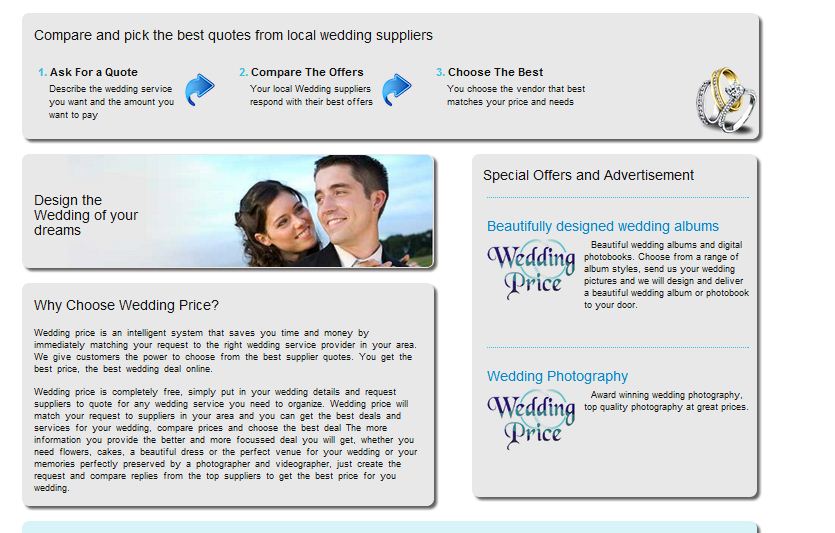 Compare and pick the best quotes from local wedding suppliers
1. Ask For a Quote
Describe the wedding service
you want and the amount you
want to pay
2. Compare The Offers
Your local Wedding suppliers
respond with their best offers
3. Choose The Best
You choose the vendor that best
matches your price and needs
Design the
Wedding of your
dreams
Why Choose Wedding Price?
Wedding price is an intelligent system that saves you time and money by
immediately matching your request to the right wedding service provider in your area.
We give customers the power to choose from the best supplier quotes. You get the
best price, the best wedding deal online.
Wedding price is completely free, simply put in your wedding details and request
suppliers to quote for any wedding service you need to organize. Wedding price will
match your request to suppliers in your area and you can get the best deals and
services for your wedding, compare prices and choose the best deal The more
information you provide the better and more focussed deal you will get, whether you
need flowers, cakes, a beautiful dress or the perfect venue for your wedding or your
memories perfectly preserved by a photographer and videographer, just create the
request and compare replies from the top suppliers to get the best price for you
wedding.
Special Offers and Advertisement
Beautifully designed wedding albums
Wedding
Price
Beautiful wedding albums and digital
photobooks. Choose from a range of
album styles, send us your wedding
pictures and we will design and deliver
a beautiful wedding album or photobook
to your door.
Wedding Photography
Wedding
Price
Award winning wedding photography,
top quality photography at great prices.